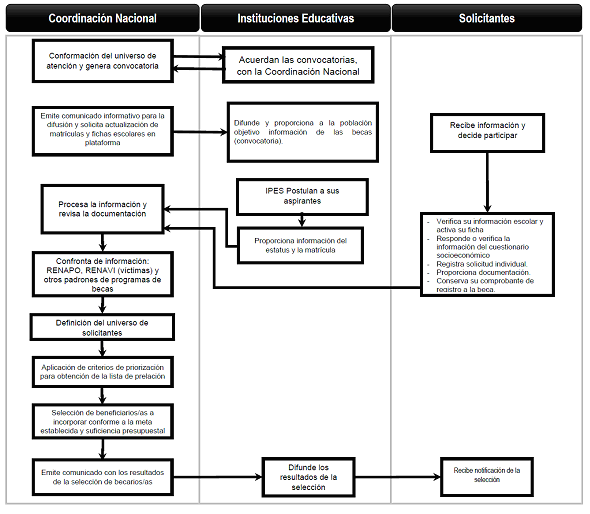 Coordinación Nacional
Instituciones Educativas
Solicitantes
Conformación del universo de
atención y genera convocatoria
Acuerdan las convocatorias,
con la Coordinación Nacional
Emite comunicado informativo para la
difusión y solicita actualización de
matrículas y fichas escolares en
plataforma
Difunde y proporciona a la población
objetivo información de las becas
(convocatoria).
Recibe información y
decide participar
Procesa la información y
revisa la documentación
IPES Postulan a sus
aspirantes
Proporciona información del
estatus y la matrícula
- Verifica su información escolar y
activa su ficha
- Responde o verifica la
información del cuestionario
socioeconómico
- Registra solicitud individual.
- Proporciona documentación.
- Conserva su comprobante de
registro a la beca.
Confronta de información:
RENAPO, RENAVI (víctimas) y
otros padrones de programas de
becas
Definición del universo de
solicitantes
Aplicación de criterios de priorización
para obtención de la lista de prelación
Selección de beneficiarios/as a
incorporar conforme a la meta
establecida y suficiencia presupuestal
Emite comunicado con los resultados
de la selección de becarios/as
Difunde los
resultados de la
selección
Recibe notificación de la
selección